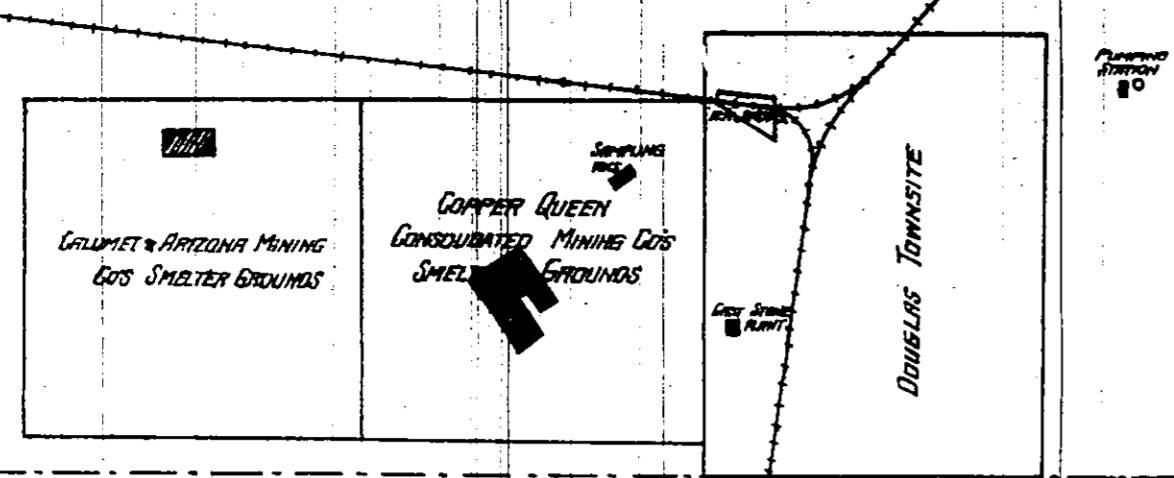 PUMPING
STATION
SAMPLING
COPPER QUEEN
CONSOLIDATED MINING CO'S
SMEL GROUNDS
CALUMET & ARIZONA MINING
CO'S SMELTER GROUNDS
CAST STONE
PLANT
DOUGLAS TOWNSITE